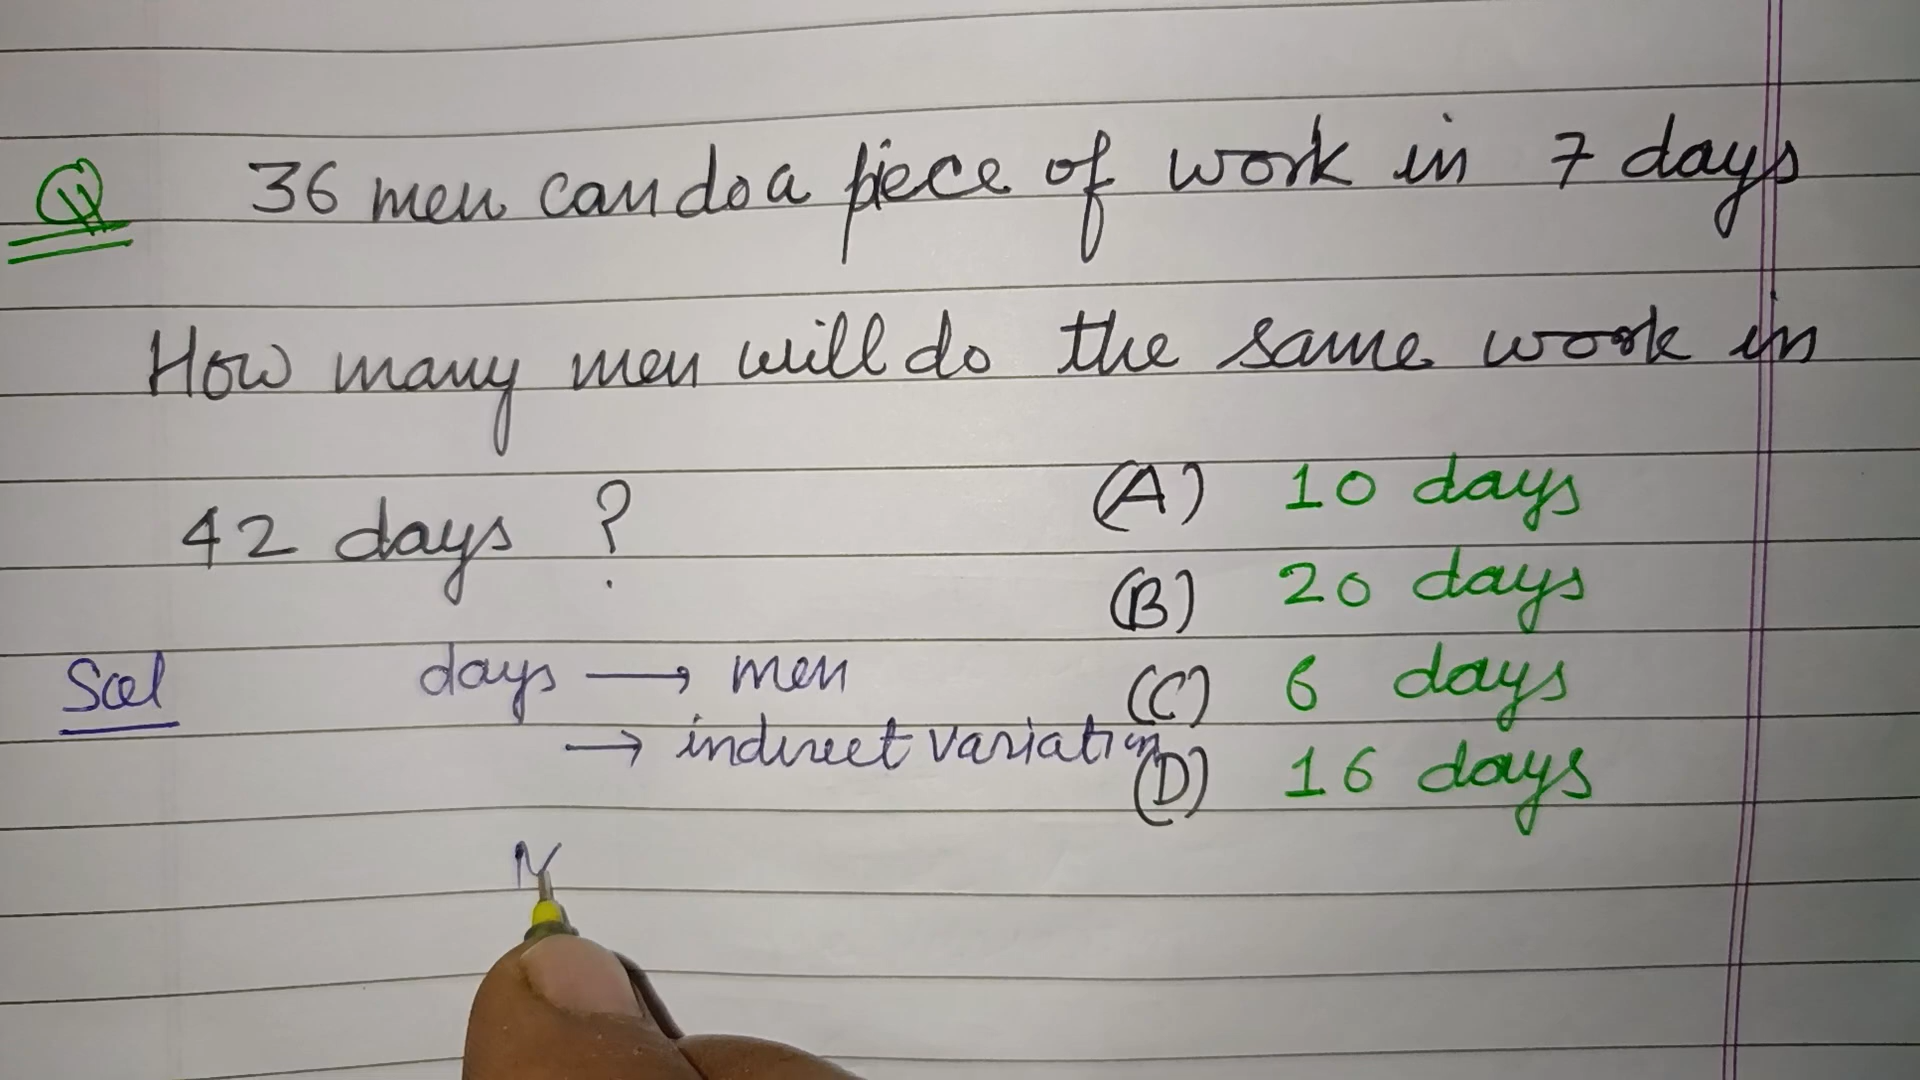 Q 36 men can do a piece of work in 7 days
How many men will do the same work in
42 days ?
(A) 10 days
(B) 20 days
(C) 6 days
(D) 16 days
Sol days → men
→ indirect variation